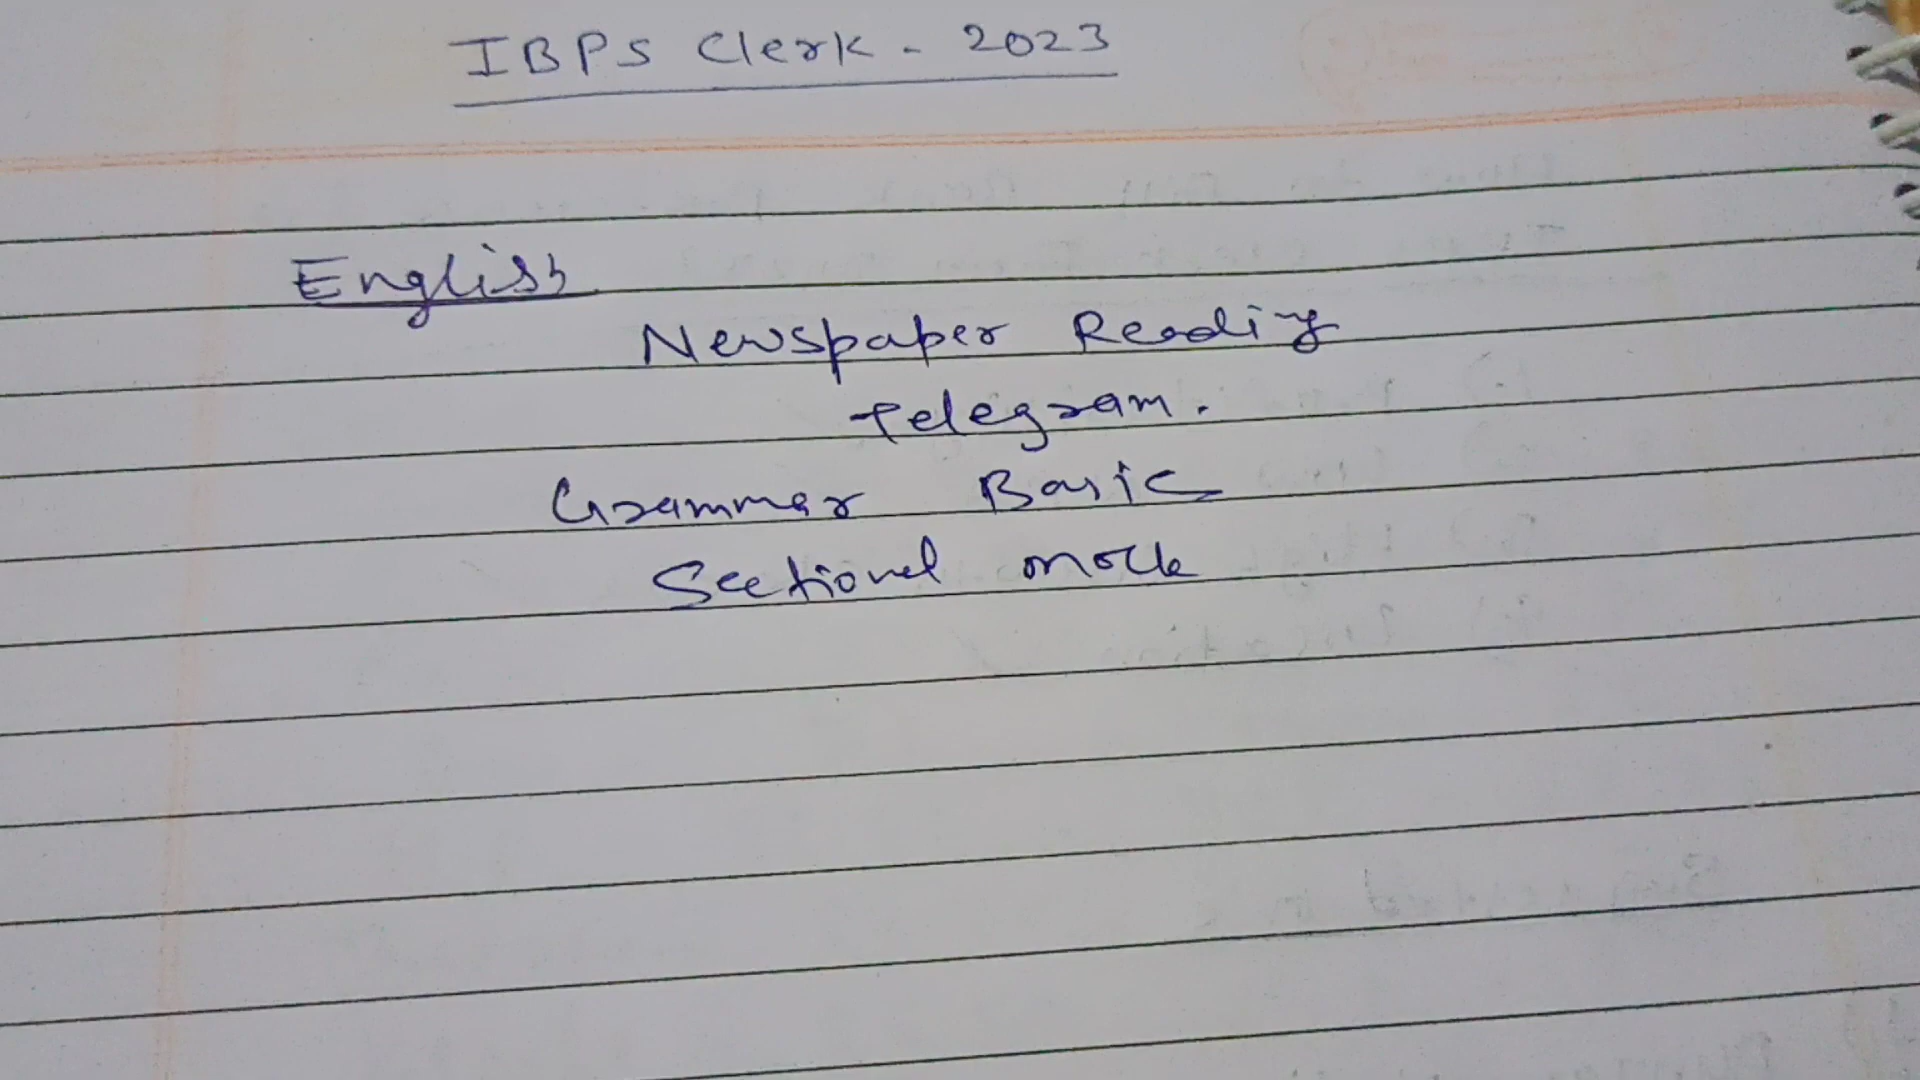 IBPS Clerk - 2023
English
Newspaper Reading
Telegram.
Grammar Basic
Sectional mock